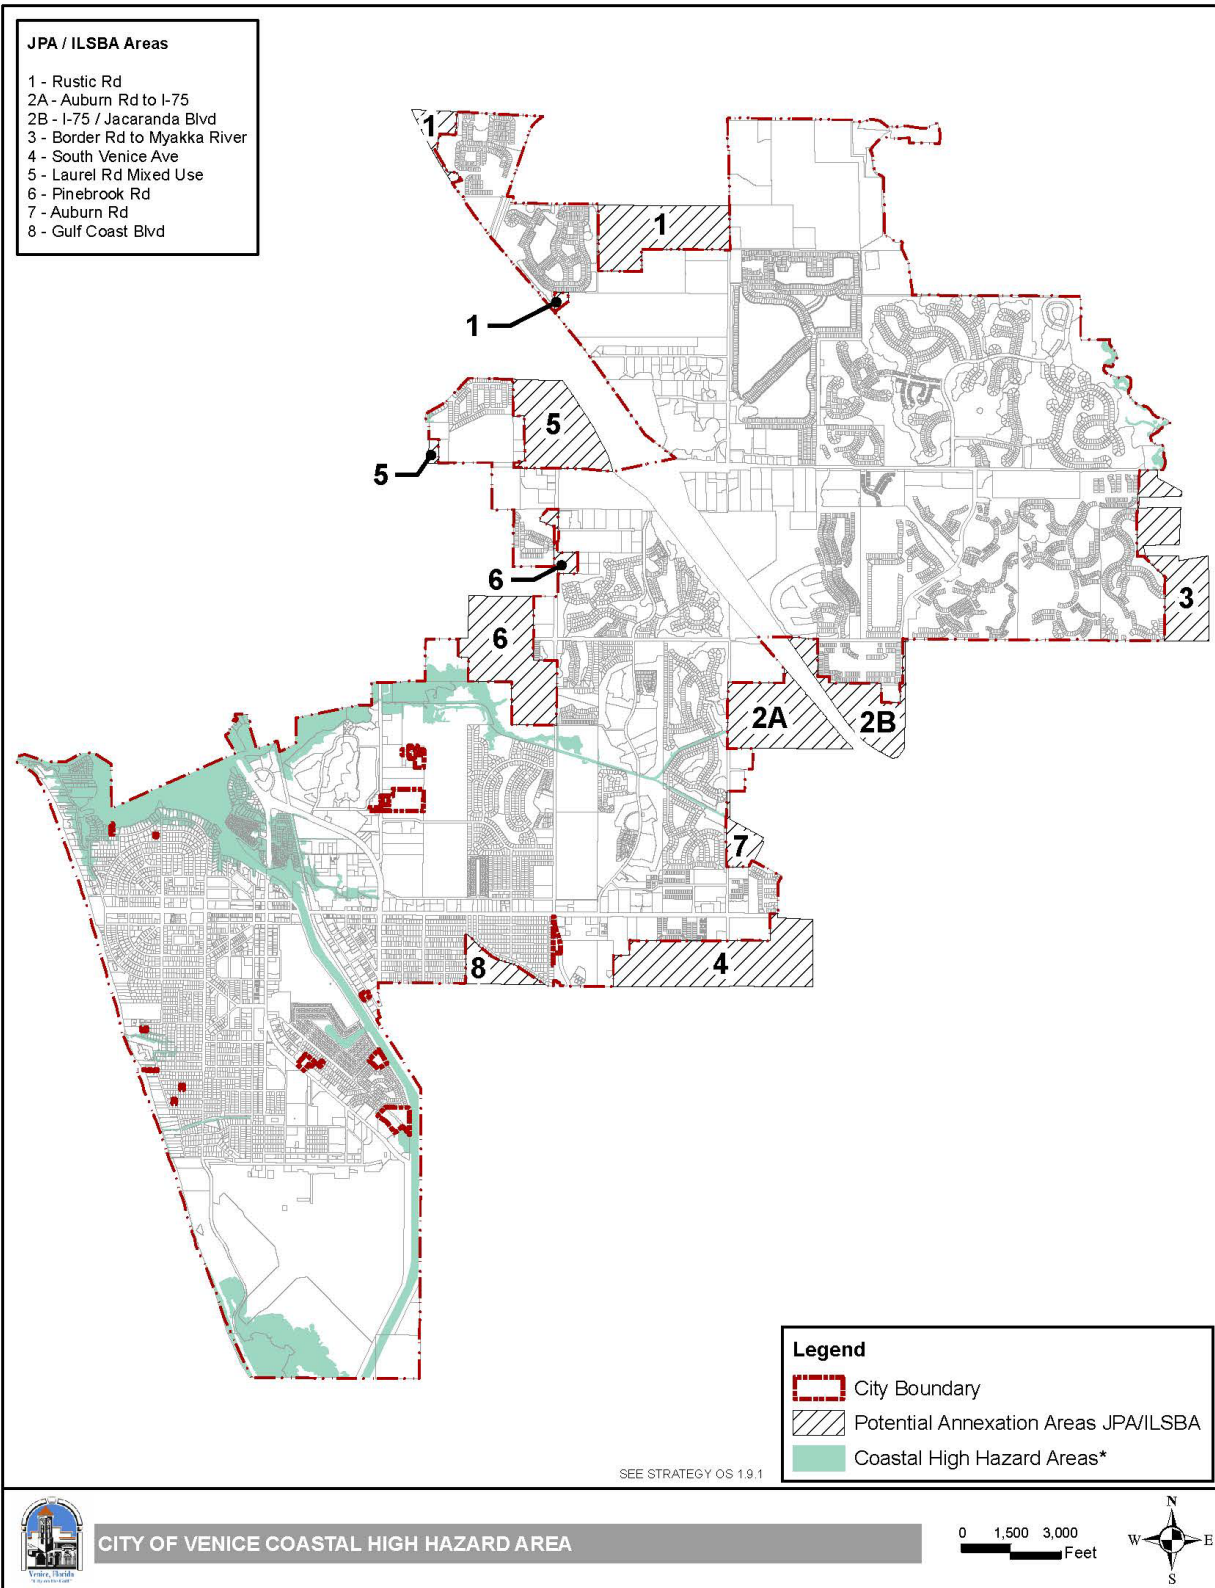 JPA / ILSBA Areas
1 - Rustic Rd
2A - Auburn Rd to I-75
2B - I-75 / Jacaranda Blvd
3 - Border Rd to Myakka River
4 - South Venice Ave
5 - Laurel Rd Mixed Use
6 - Pinebrook Rd
7 - Auburn Rd
8 - Gulf Coast Blvd
1
1
1
5
5
6
3
6
2A
2B
7
8
4
Legend
City Boundary
Potential Annexation Areas JPA/ILSBA
Coastal High Hazard Areas*
SEE STRATEGY OS 1.9.1
Venice, Florida
CITY OF VENICE COASTAL HIGH HAZARD AREA
0 1,500 3,000
Feet
N
W E
S